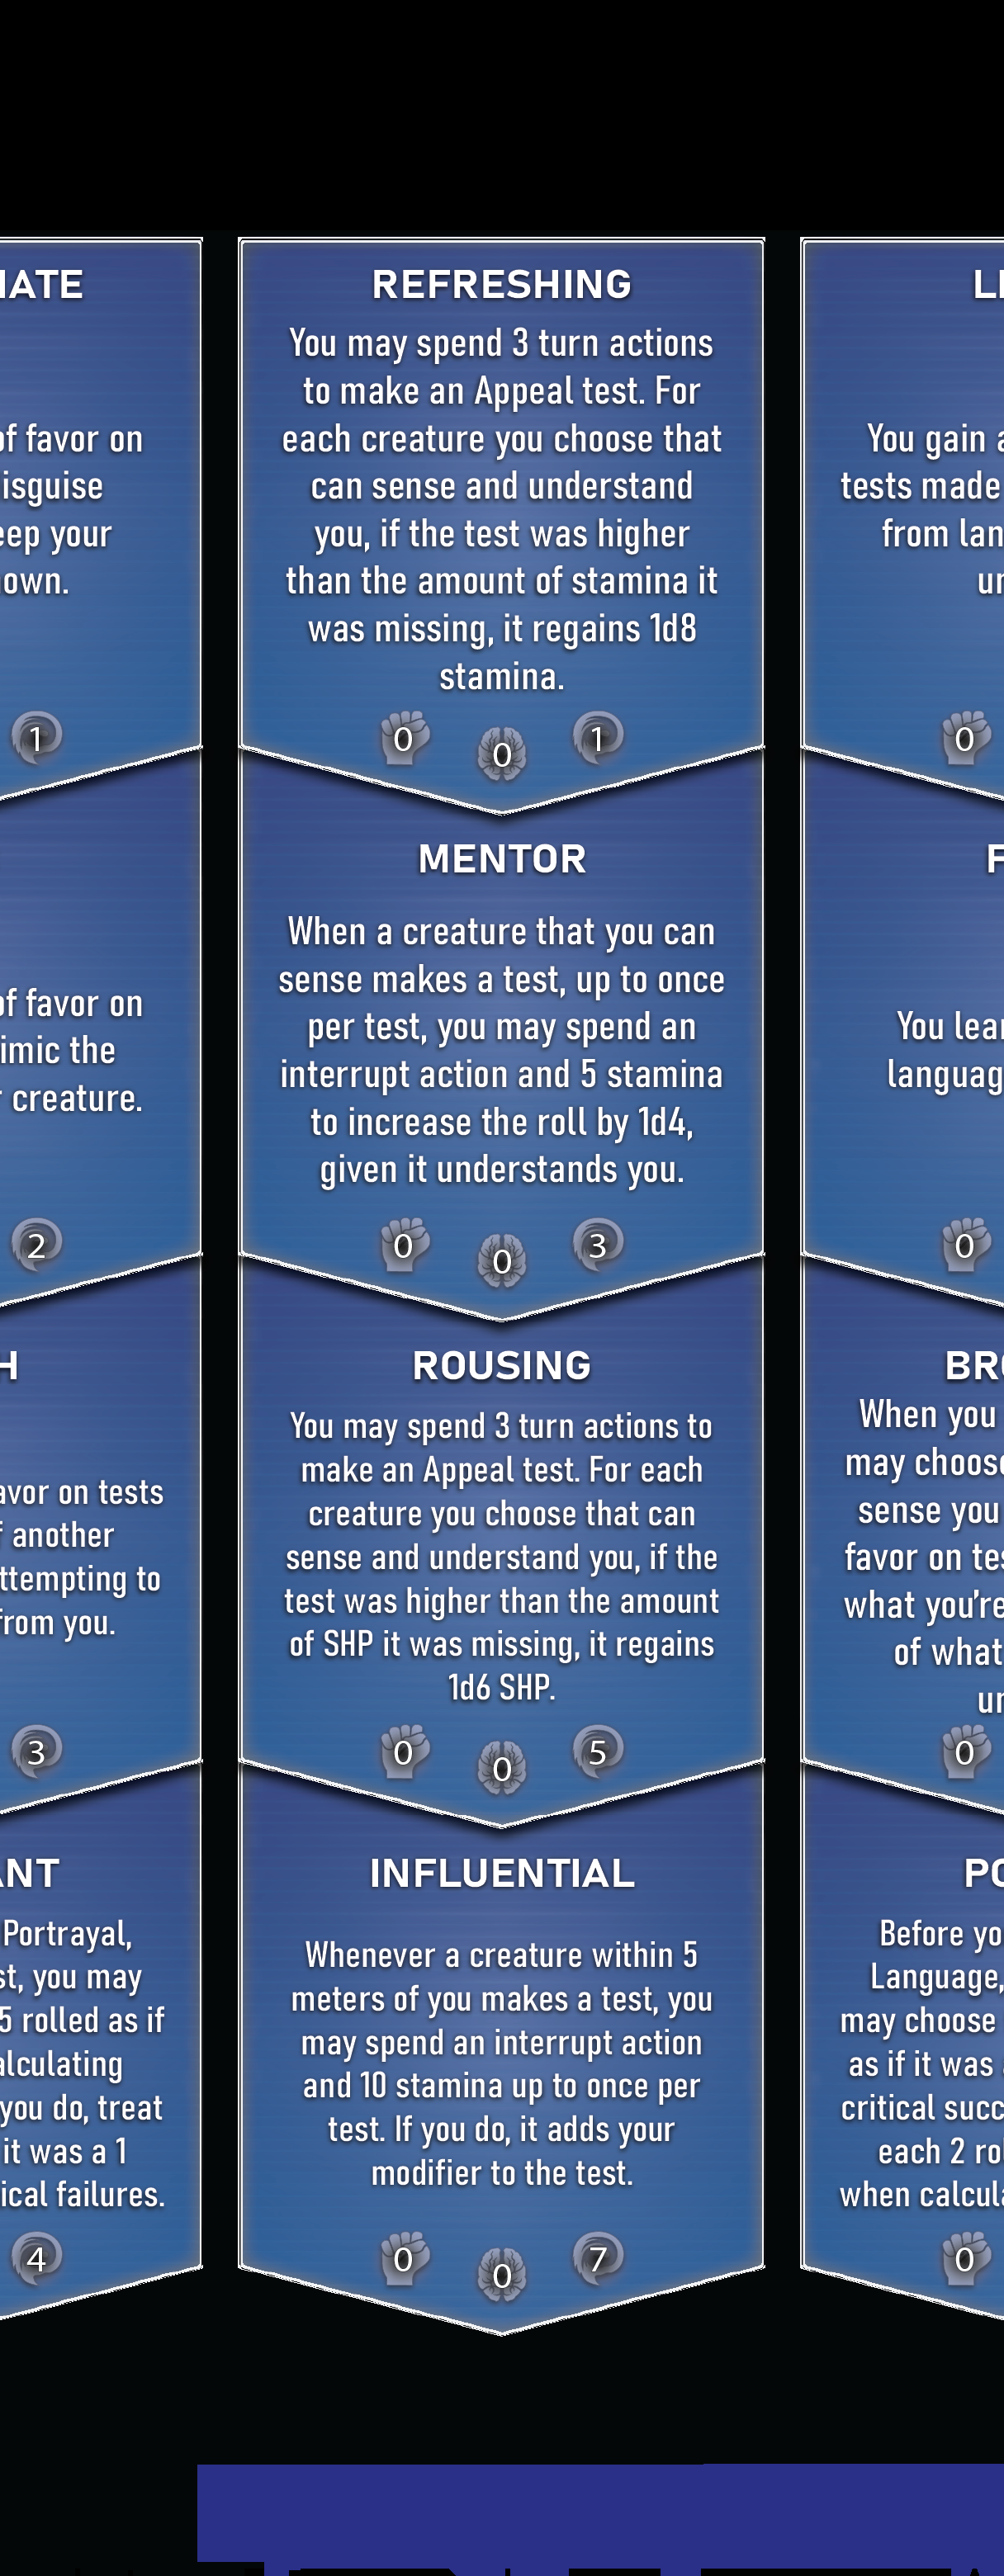 of favor on
isguise
eep your
own.
1
of favor on
imic the
creature.
2
H
avor on tests
another
ttempting to
from you.
3
ANT
Portrayal,
st, you may
5 rolled as if
alculating
you do, treat
it was a 1
ical failures.
4
REFRESHING
You may spend 3 turn actions
to make an Appeal test. For
each creature you choose that
can sense and understand
you, if the test was higher
than the amount of stamina it
was missing, it regains 1d8
stamina.
0 0 1
MENTOR
When a creature that you can
sense makes a test, up to once
per test, you may spend an
interrupt action and 5 stamina
to increase the roll by 1d4,
given it understands you.
0 0 3
ROUSING
You may spend 3 turn actions to
make an Appeal test. For each
creature you choose that can
sense and understand you, if the
test was higher than the amount
of SHP it was missing, it regains
1d6 SHP.
0 0 5
INFLUENTIAL
Whenever a creature within 5
meters of you makes a test, you
may spend an interrupt action
and 10 stamina up to once per
test. If you do, it adds your
modifier to the test.
0 0 7
You gain a
tests made
from lan
un
0
F
You lear
languag
0
BRO
When you
may choose
sense you
favor on tes
what you're
of what
un
0
PO
Before yo
Language,
may choose
as if it was
critical succ
each 2 ro
when calcula
0